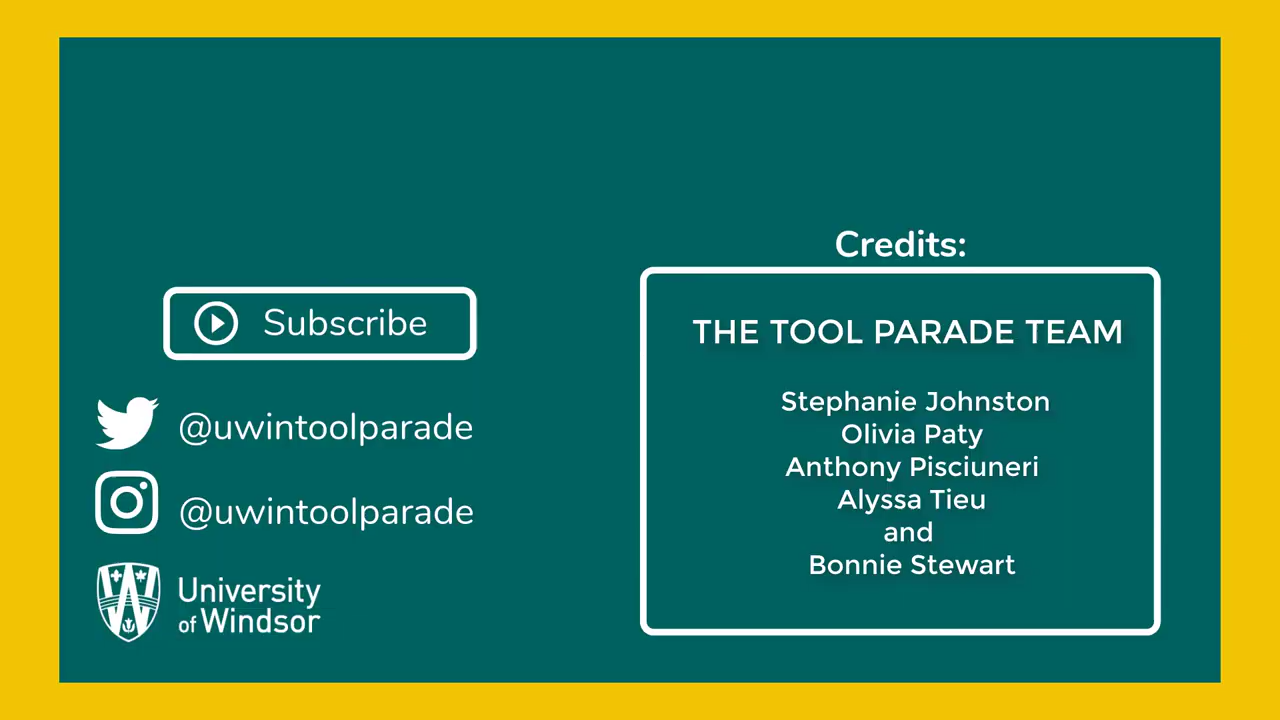 Subscribe
@uwintoolparade
@uwintoolparade
University
of Windsor
Credits:
THE TOOL PARADE TEAM
Stephanie Johnston
Olivia Paty
Anthony Pisciuneri
Alyssa Tieu
and
Bonnie Stewart